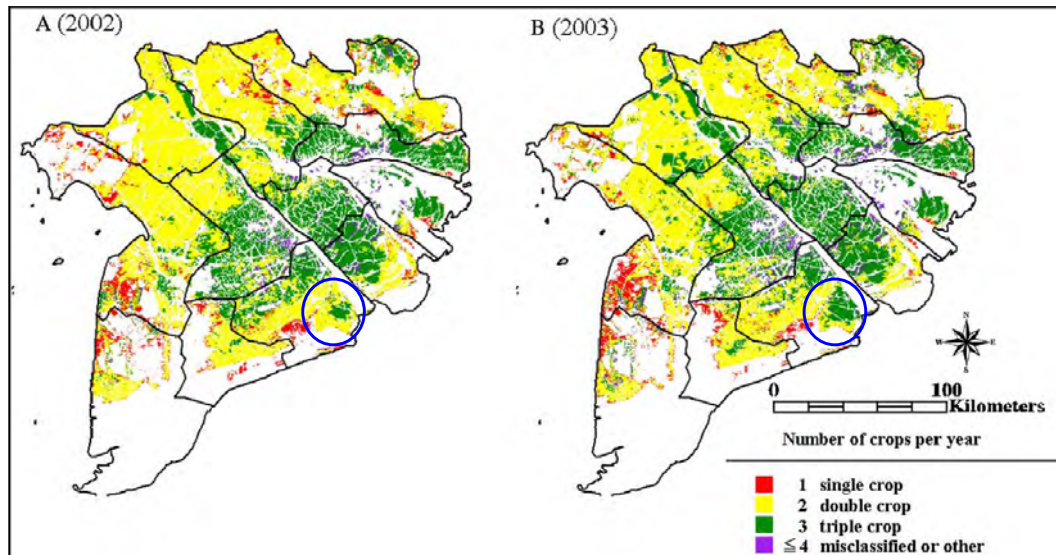 A (2002)
B (2003)
N
W
E
S
0
100
Kilometers
Number of crops per year
1 single crop
2 double crop
3 triple crop
≦4 misclassified or other